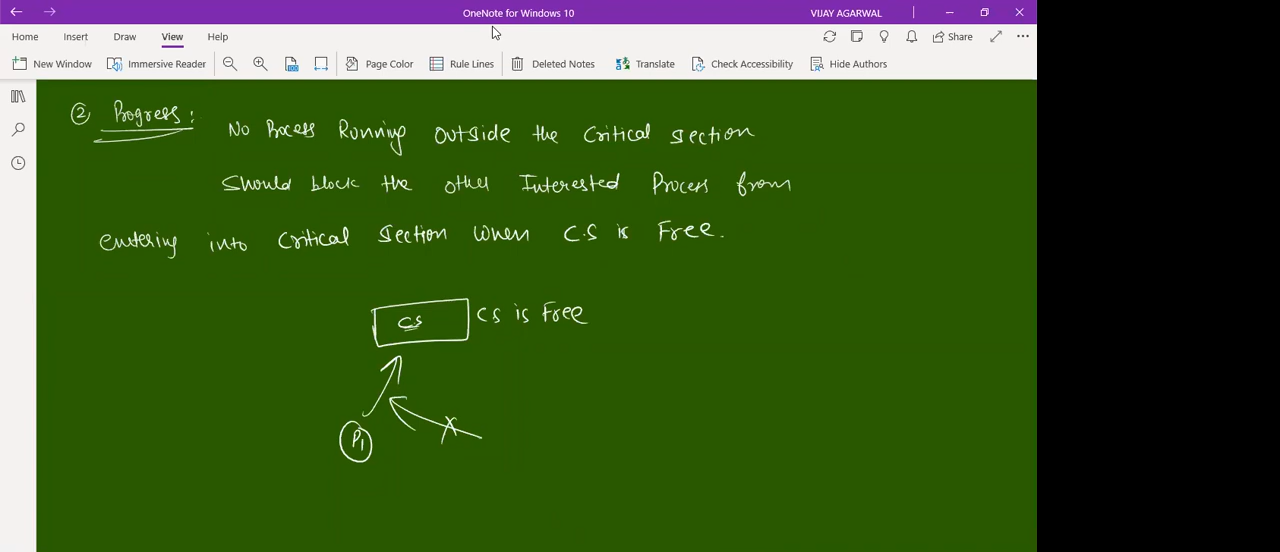 OneNote for Windows 10
VIJAY AGARWAL
Home Insert Draw View Help
Share
New Window Immersive Reader Page Color Rule Lines Deleted Notes Translate Check Accessibility Hide Authors
② Progress:
No Process Running outside the critical section
Should block the other Interested Process from
entering into critical section when C.S is Free.
CS
CS is Free
P1
X